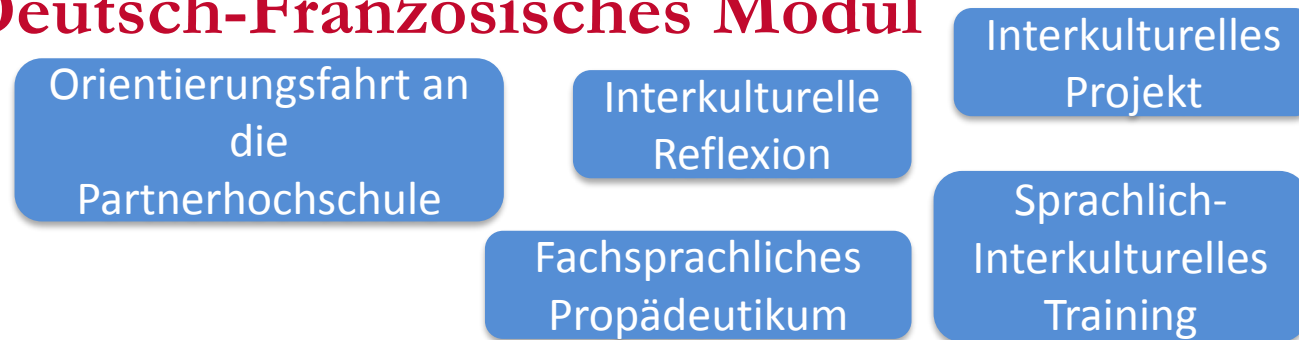 Deutsch-Französisches Modul
Interkulturelles
Projekt
Orientierungsfahrt an
die
Partnerhochschule
Interkulturelle
Reflexion
Sprachlich-
Interkulturelles
Training
Fachsprachliches
Propädeutikum